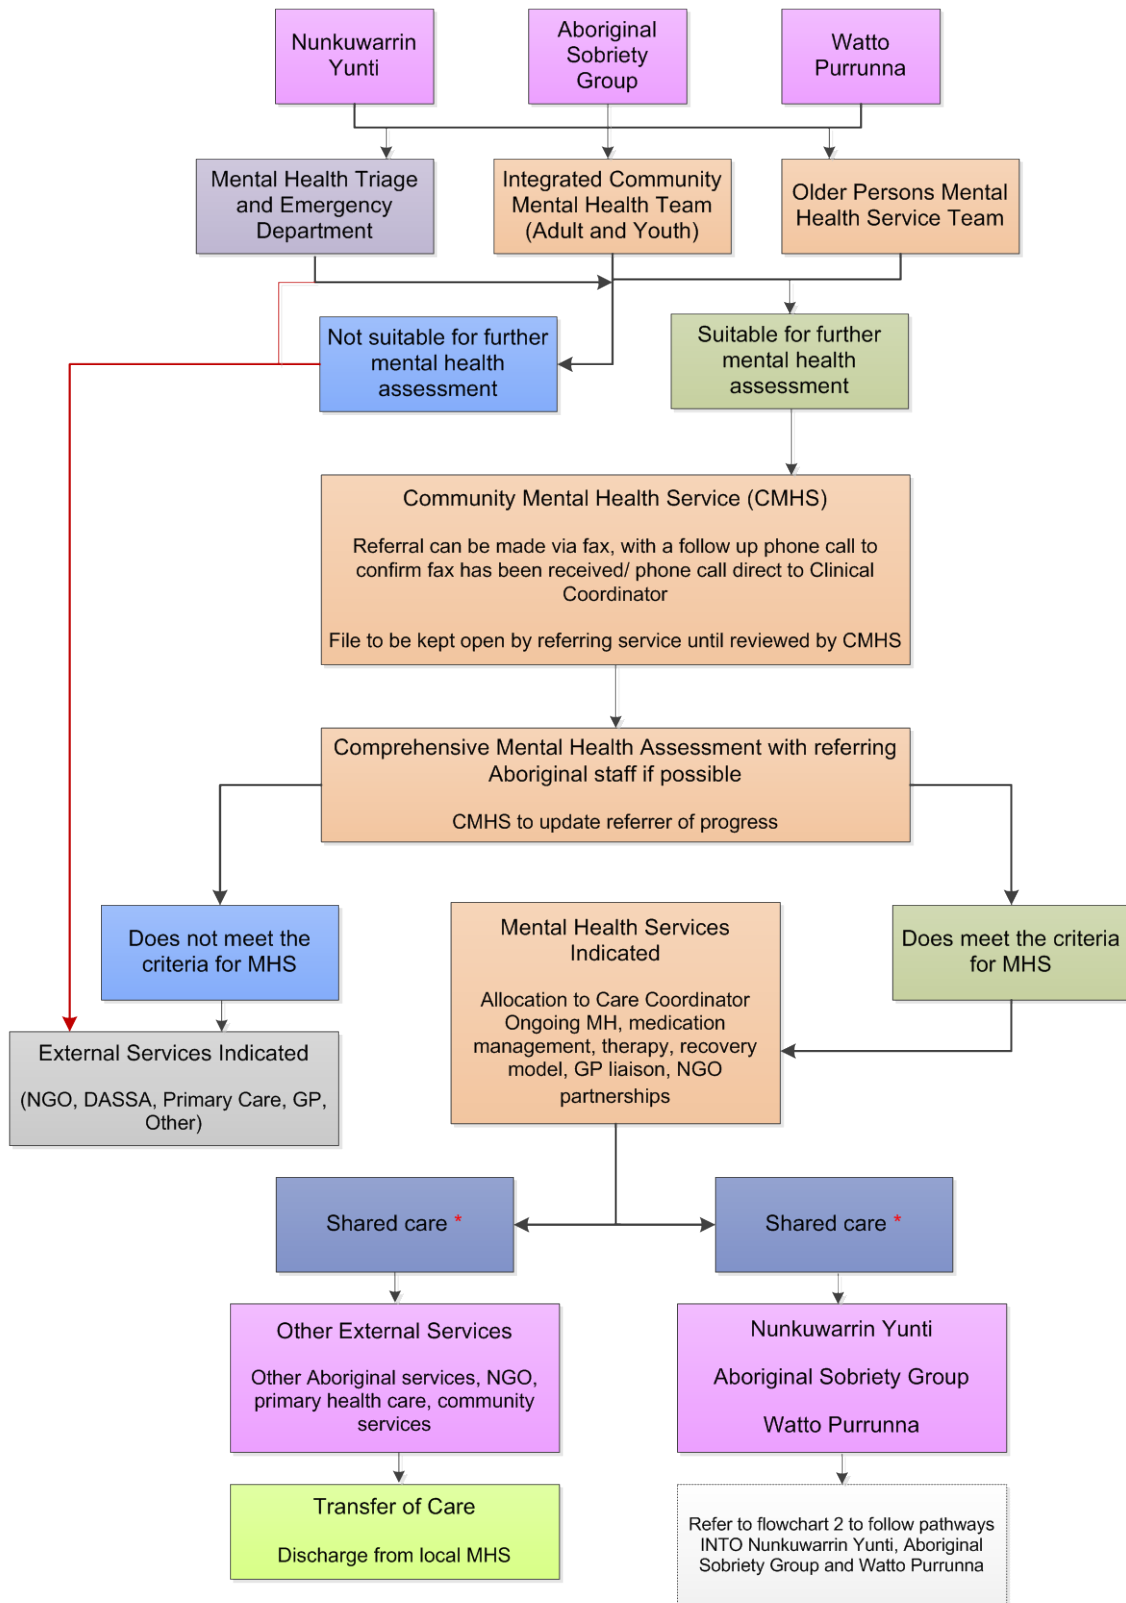 Nunkuwarrin
Yunti
Aboriginal
Sobriety
Group
Watto
Purrunna
Mental Health Triage
and Emergency
Department
Integrated Community
Mental Health Team
(Adult and Youth)
Older Persons Mental
Health Service Team
Not suitable for further
mental health
assessment
Suitable for further
mental health
assessment
Community Mental Health Service (CMHS)
Referral can be made via fax, with a follow up phone call to
confirm fax has been received/ phone call direct to Clinical
Coordinator
File to be kept open by referring service until reviewed by CMHS
Comprehensive Mental Health Assessment with referring
Aboriginal staff if possible
CMHS to update referrer of progress
Does not meet the
criteria for MHS
Mental Health Services
Indicated
Allocation to Care Coordinator
Ongoing MH, medication
management, therapy, recovery
model, GP liaison, NGO
partnerships
Does meet the criteria
for MHS
External Services Indicated
(NGO, DASSA, Primary Care, GP,
Other)
Shared care *
Shared care *
Other External Services
Other Aboriginal services, NGO,
primary health care, community
services
Nunkuwarrin Yunti
Aboriginal Sobriety Group
Watto Purrunna
Transfer of Care
Discharge from local MHS
Refer to flowchart 2 to follow pathways
INTO Nunkuwarrin Yunti, Aboriginal
Sobriety Group and Watto Purrunna